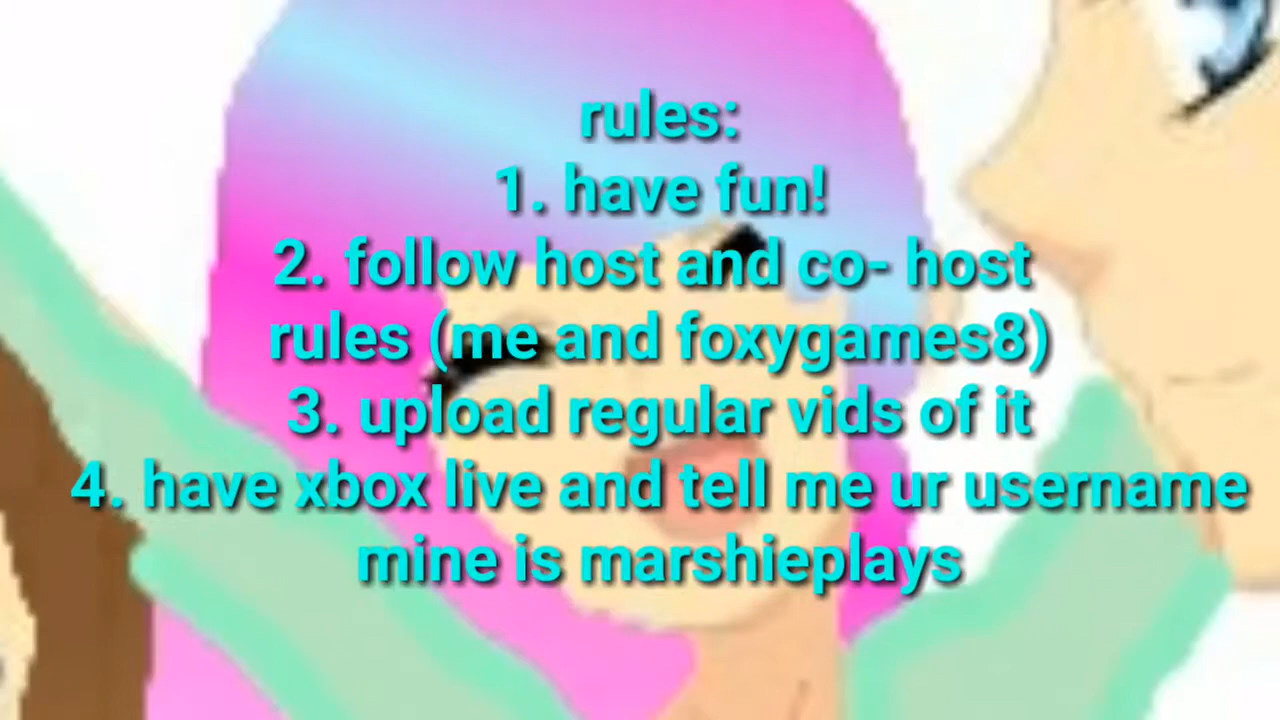 rules:
1. have fun!
2. follow host and co- host
rules (me and foxygames8)
3. upload regular vids of it
4. have xbox live and tell me ur username
mine is marshieplays